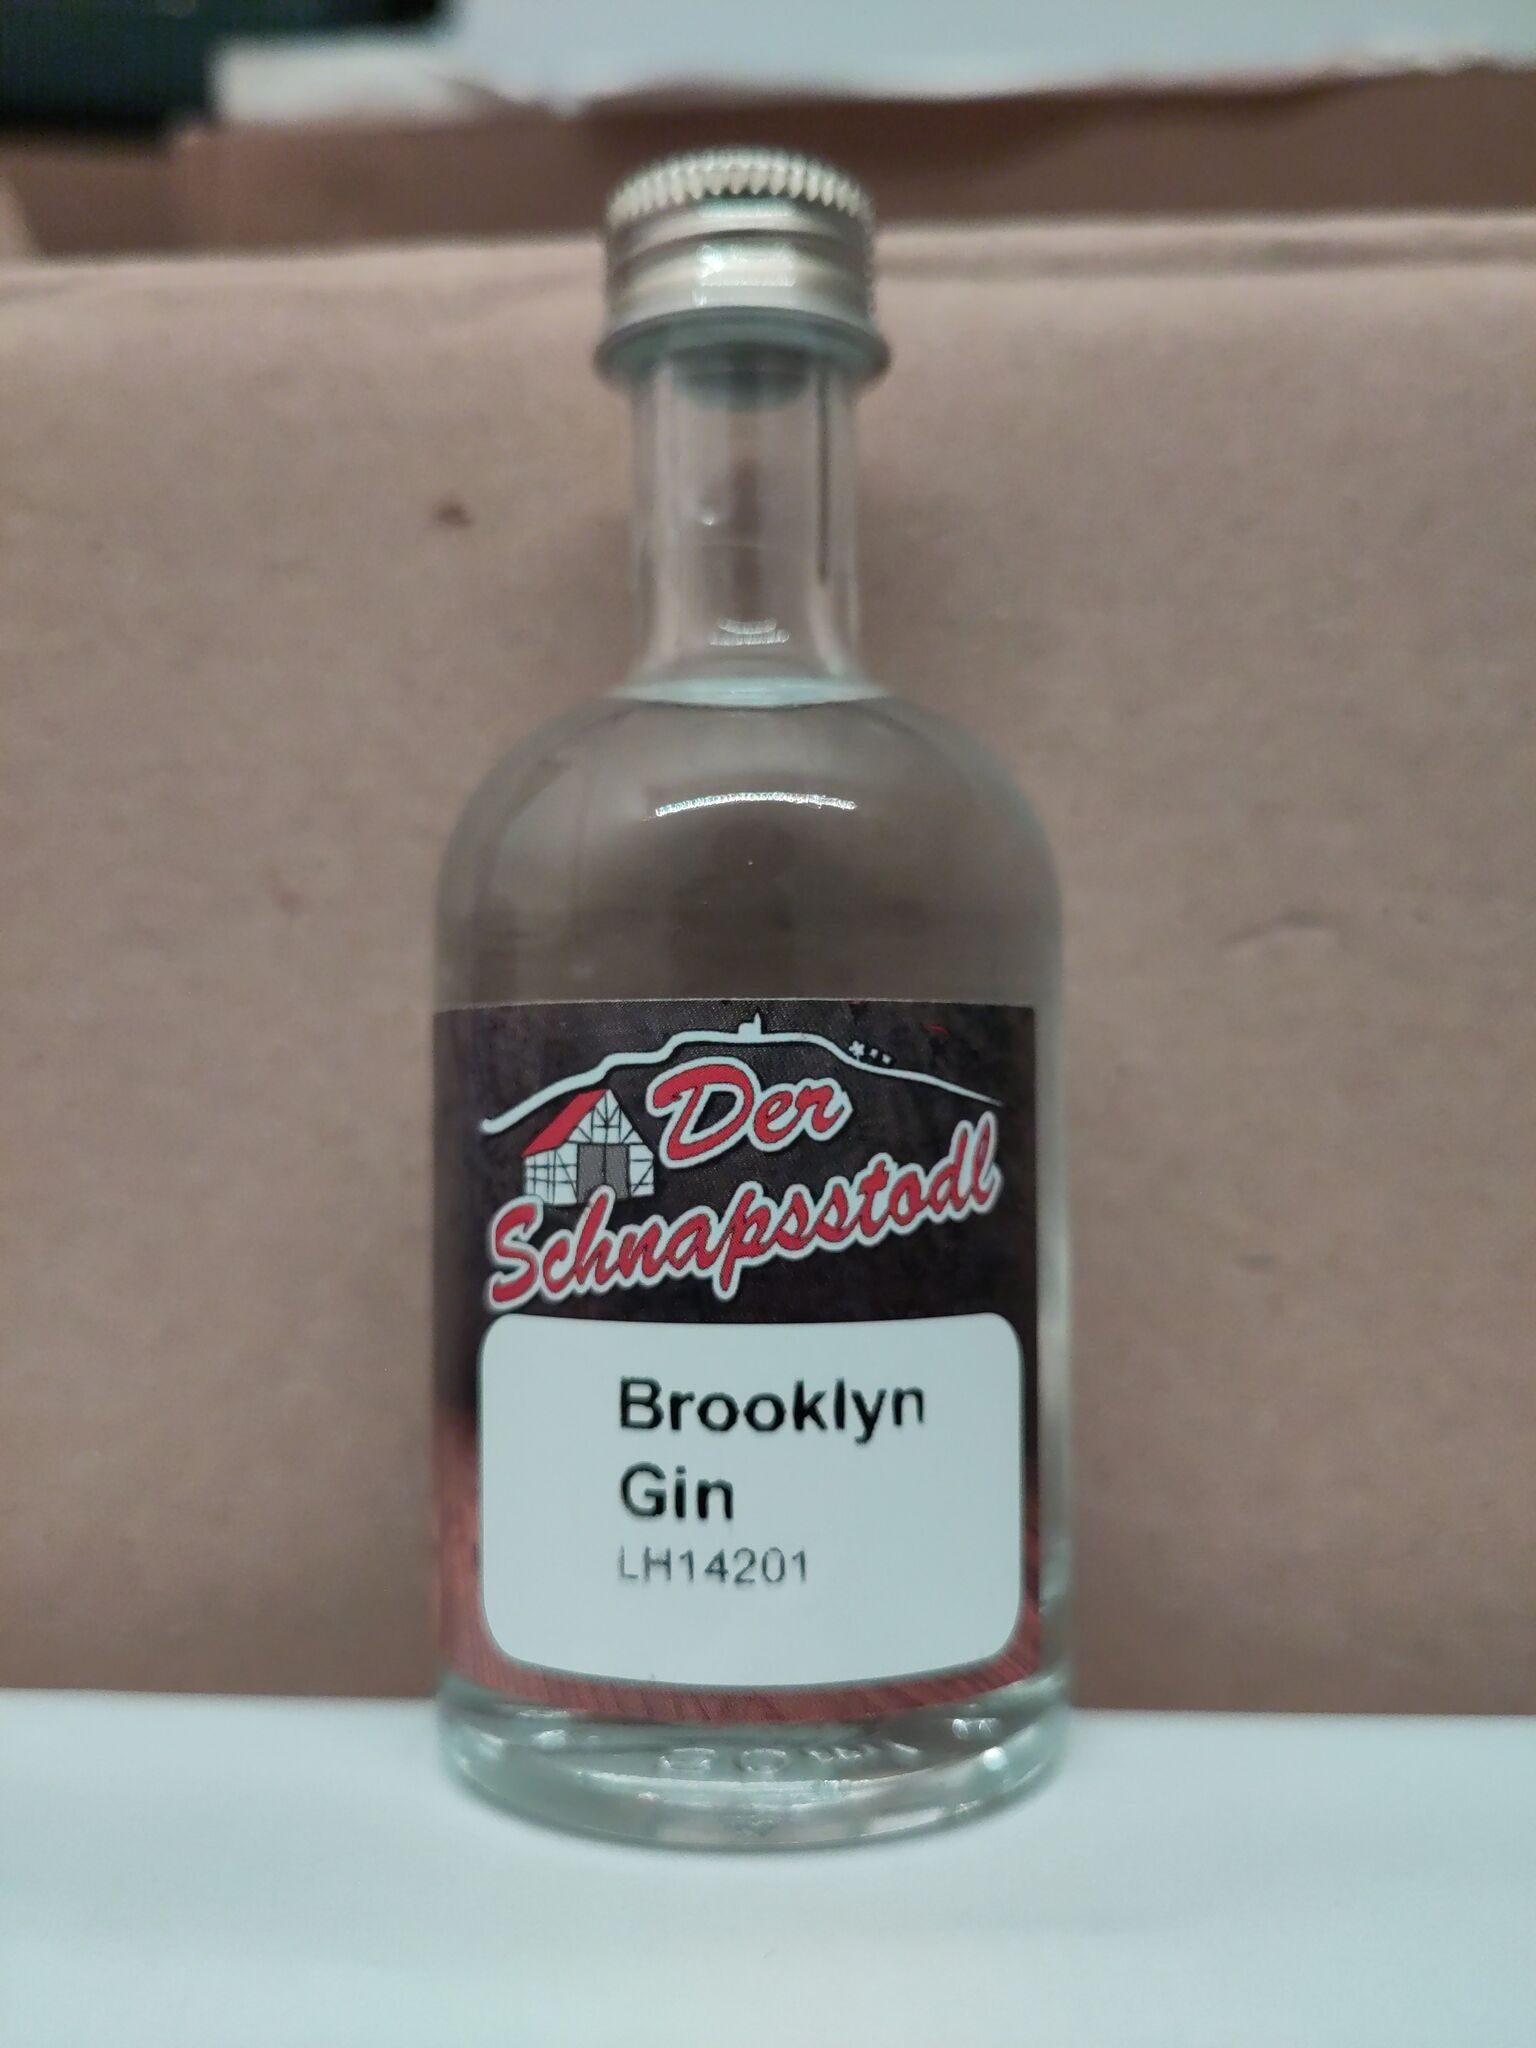 Der
Schnapsstodl
Brooklyn
Gin
LH14201